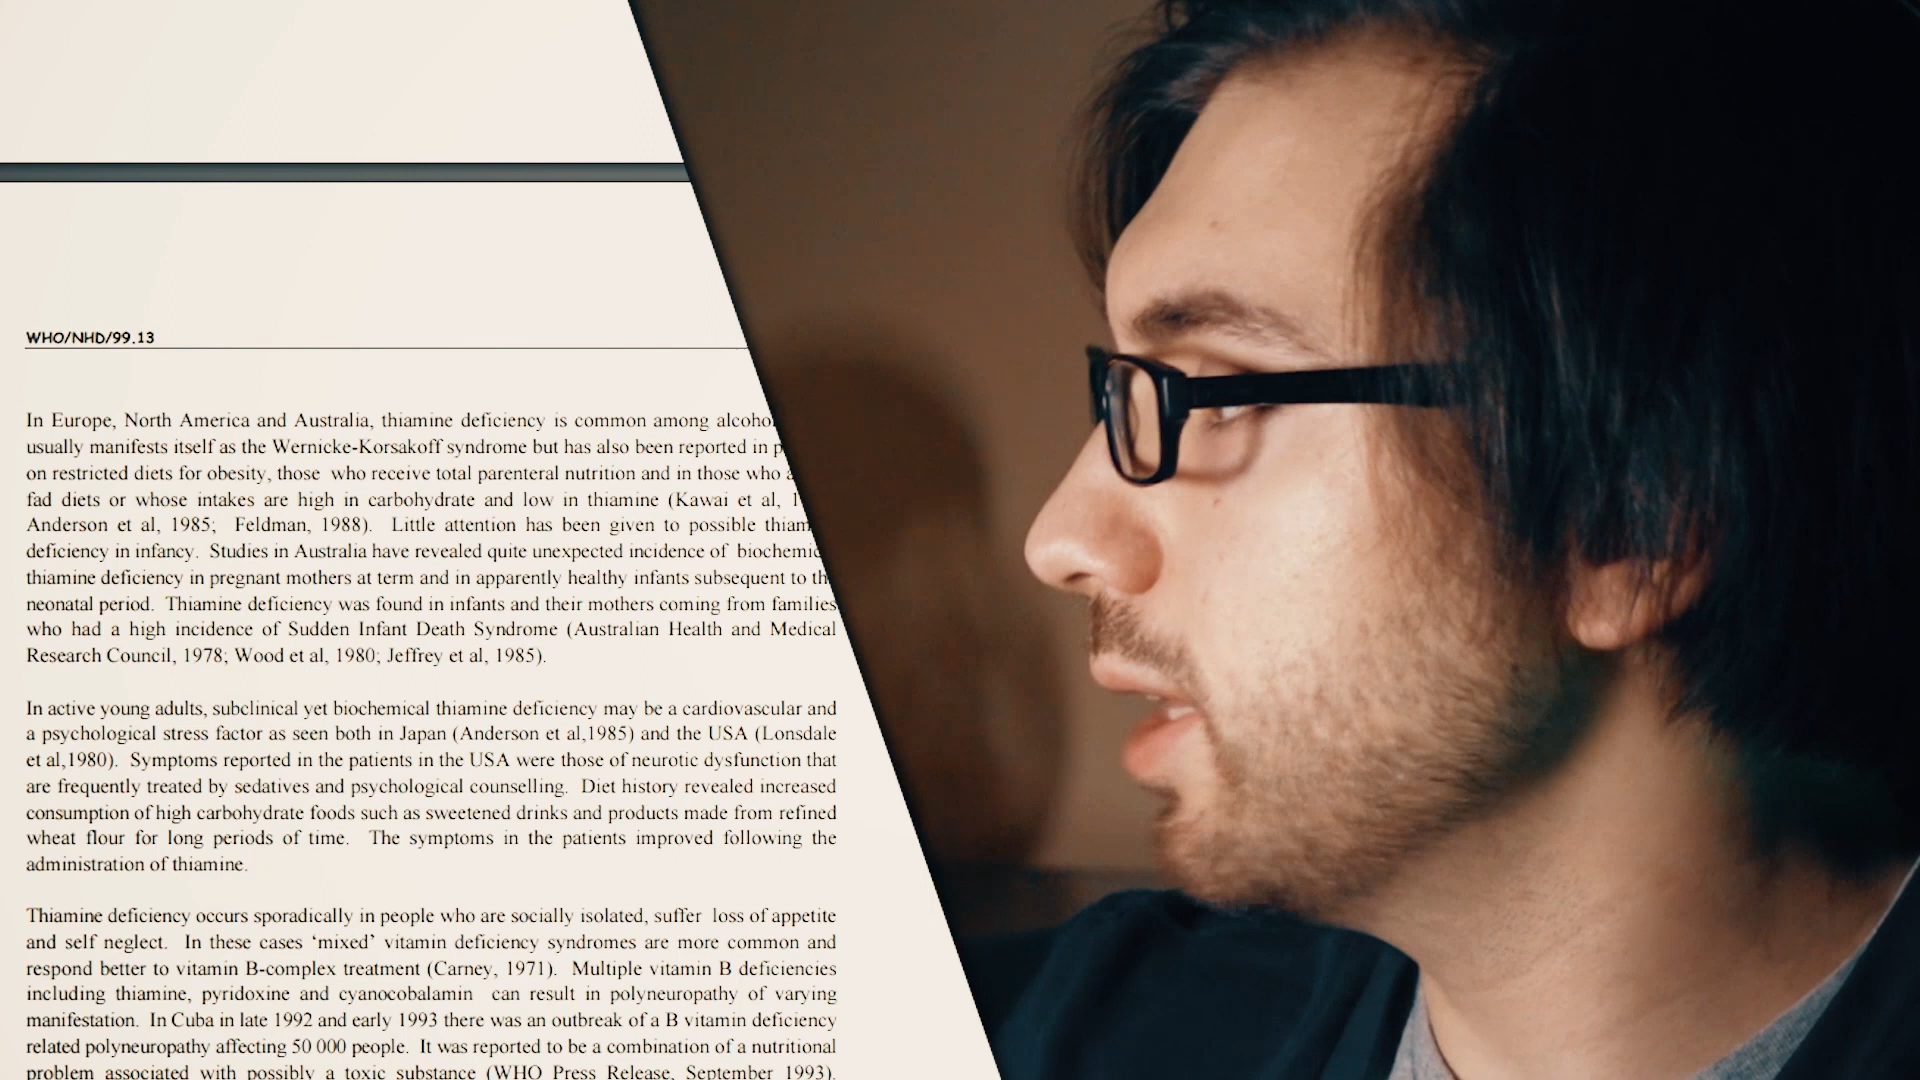 WHO/NHD/99.13
In Europe, North America and Australia, thiamine deficiency is common among
usually manifests itself as the Wernicke-Korsakoff syndrome but has also been reported in
on restricted diets for obesity, those who receive total parenteral nutrition and in those who
fad diets or whose intakes are high in carbohydrate and low in thiamine (Kawai et al,
Anderson et al, 1985; Feldman, 1988). Little attention has been given to possible
deficiency in infancy. Studies in Australia have revealed quite unexpected incidence of
thiamine deficiency in pregnant mothers at term and in apparently healthy infants subsequent to
neonatal period. Thiamine deficiency was found in infants and their mothers coming from families
who had a high incidence of Sudden Infant Death Syndrome (Australian Health and Medical
Research Council, 1978; Wood et al, 1980; Jeffrey et al, 1985).
In active young adults, subclinical yet biochemical thiamine deficiency may be a cardiovascular and
a psychological stress factor as seen both in Japan (Anderson et al,1985) and the USA (Lonsdale
et al,1980). Symptoms reported in the patients in the USA were those of neurotic dysfunction that
are frequently treated by sedatives and psychological counselling. Diet history revealed increased
consumption of high carbohydrate foods such as sweetened drinks and products made from refined
wheat flour for long periods of time. The symptoms in the patients improved following the
administration of thiamine.
Thiamine deficiency occurs sporadically in people who are socially isolated, suffer loss of appetite
and self neglect. In these cases ‘mixed’ vitamin deficiency syndromes are more common and
respond better to vitamin B-complex treatment (Carney, 1971). Multiple vitamin B deficiencies
including thiamine, pyridoxine and cyanocobalamin can result in polyneuropathy of varying
manifestation. In Cuba in late 1992 and early 1993 there was an outbreak of a B vitamin deficiency
related polyneuropathy affecting 50 000 people. It was reported to be a combination of a nutritional
problem associated with possibly a toxic substance (WHO Press Release, September 1993).